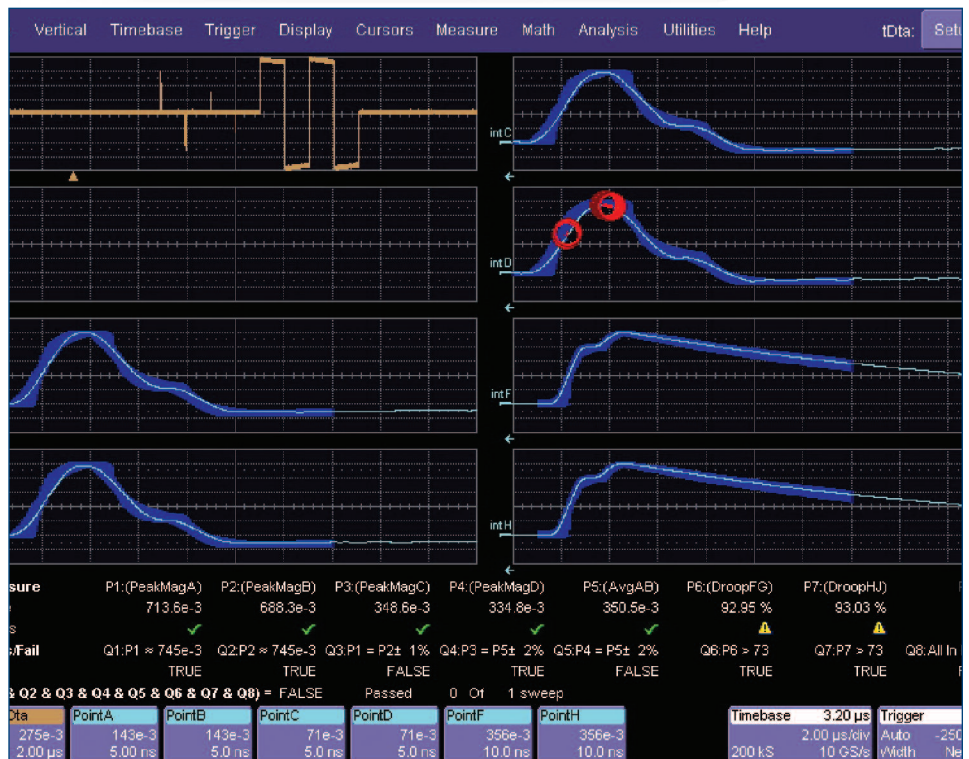 Vertical Timebase Trigger Display Cursors Measure Math Analysis Utilities Help tDta: Setu
intC
intD
intF
intH
sure P1:(PeakMagA) P2:(PeakMagB) P3:(PeakMagC) P4:(PeakMagD) P5:(AvgAB) P6:(DroopFG) P7:(DroopHJ)
e 713.6e-3 688.3e-3 348.6e-3 334.8e-3 350.5e-3 92.95 % 93.03 %
s
s/Fail Q1:P1 ≈ 745e-3 Q2:P2 ≈ 745e-3 Q3:P1 = P2± 1% Q4:P3 = P5± 2% Q5:P4 = P5± 2% Q6:P6 > 73 Q7:P7 > 73 Q8:All In
TRUE TRUE FALSE TRUE FALSE TRUE TRUE
& Q2 & Q3 & Q4 & Q5 & Q6 & Q7 & Q8) = FALSE Passed 0 Of 1 sweep
Dta PointA PointB PointC PointD PointF PointH Timebase 3.20 µs Trigger
275e-3 143e-3 143e-3 71e-3 71e-3 356e-3 356e-3 2.00 µs/div Auto -250
2.00 µs 5.00 ns 5.0 ns 5.0 ns 5.0 ns 10.0 ns 10.0 ns 200 kS 10 GS/s Width Ne